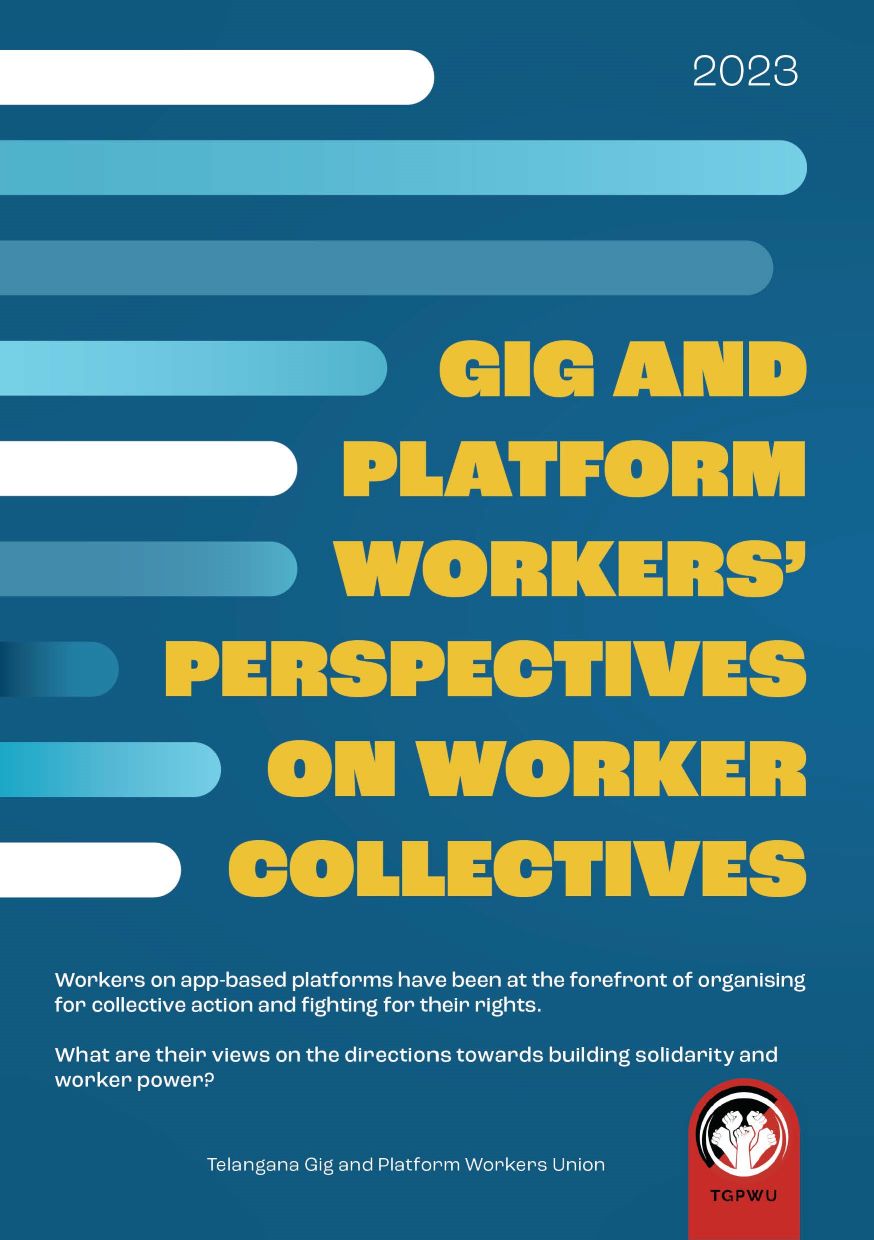 2023
GIG AND
PLATFORM
WORKERS’
PERSPECTIVES
ON WORKER
COLLECTIVES
Workers on app-based platforms have been at the forefront of organising
for collective action and fighting for their rights.
What are their views on the directions towards building solidarity and
worker power?
Telangana Gig and Platform Workers Union
TGPWU